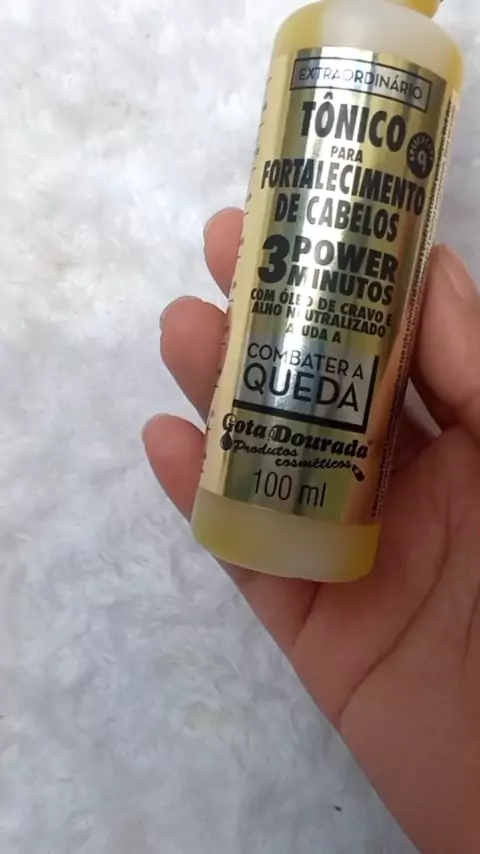 EXTRAORDINÁRIO
TÔNICO
PARA
FORTALECIMENTO
DE CABELOS
3 POWER
MINUTOS
COM ÓLEO DE CRAVO E
ALHO NEUTRALIZADO
AJUDA A
COMBATER A
QUEDA
Gota Dourada
Produtos
cosméticos
100 ml